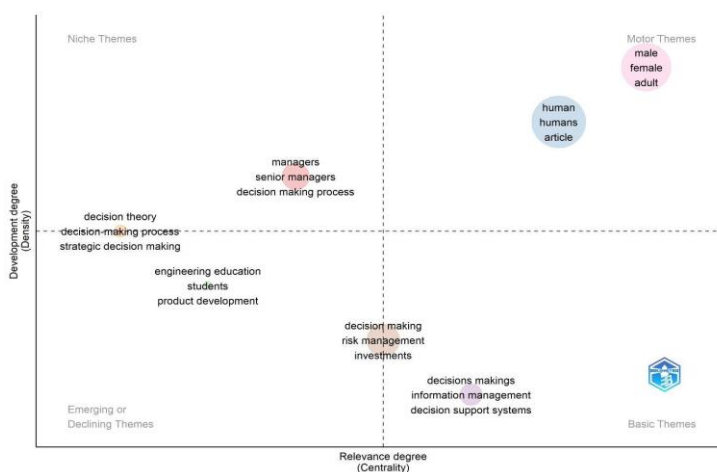 Niche Themes
Motor Themes
male
female
adult
human
humans
article
managers
senior managers
decision making process
decision theory
decision-making process
strategic decision making
engineering education
students
product development
decision making
risk management
investments
decisions makings
information management
decision support systems
Emerging or
Declining Themes
Basic Themes
Development degree
(Density)
Relevance degree
(Centrality)